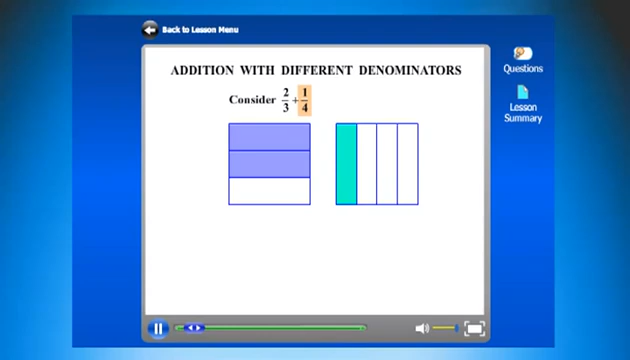 Back to Lesson Menu
ADDITION WITH DIFFERENT DENOMINATORS
Consider 2/3 + 1/4
Questions
Lesson
Summary